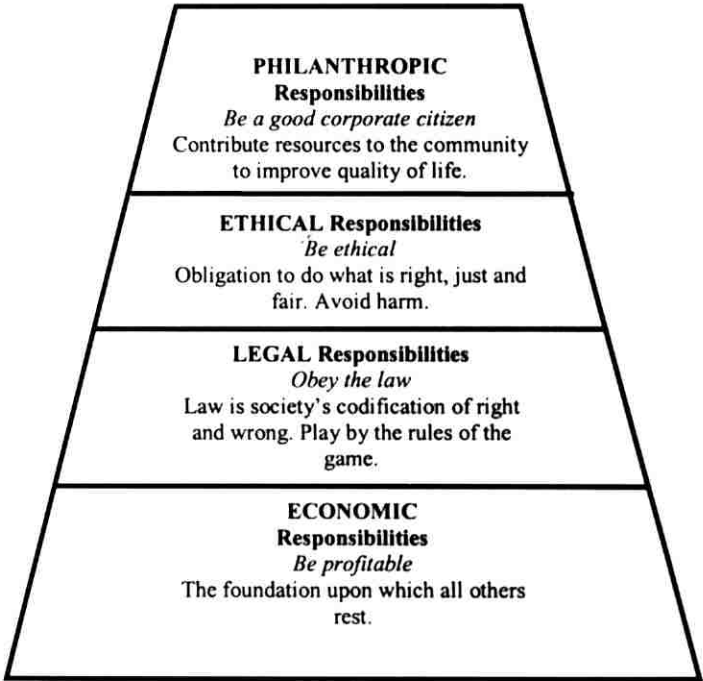 PHILANTHROPIC
Responsibilities
Be a good corporate citizen
Contribute resources to the community
to improve quality of life.
ETHICAL Responsibilities
Be ethical
Obligation to do what is right, just and
fair. Avoid harm.
LEGAL Responsibilities
Obey the law
Law is society's codification of right
and wrong. Play by the rules of the
game.
ECONOMIC
Responsibilities
Be profitable
The foundation upon which all others
rest.